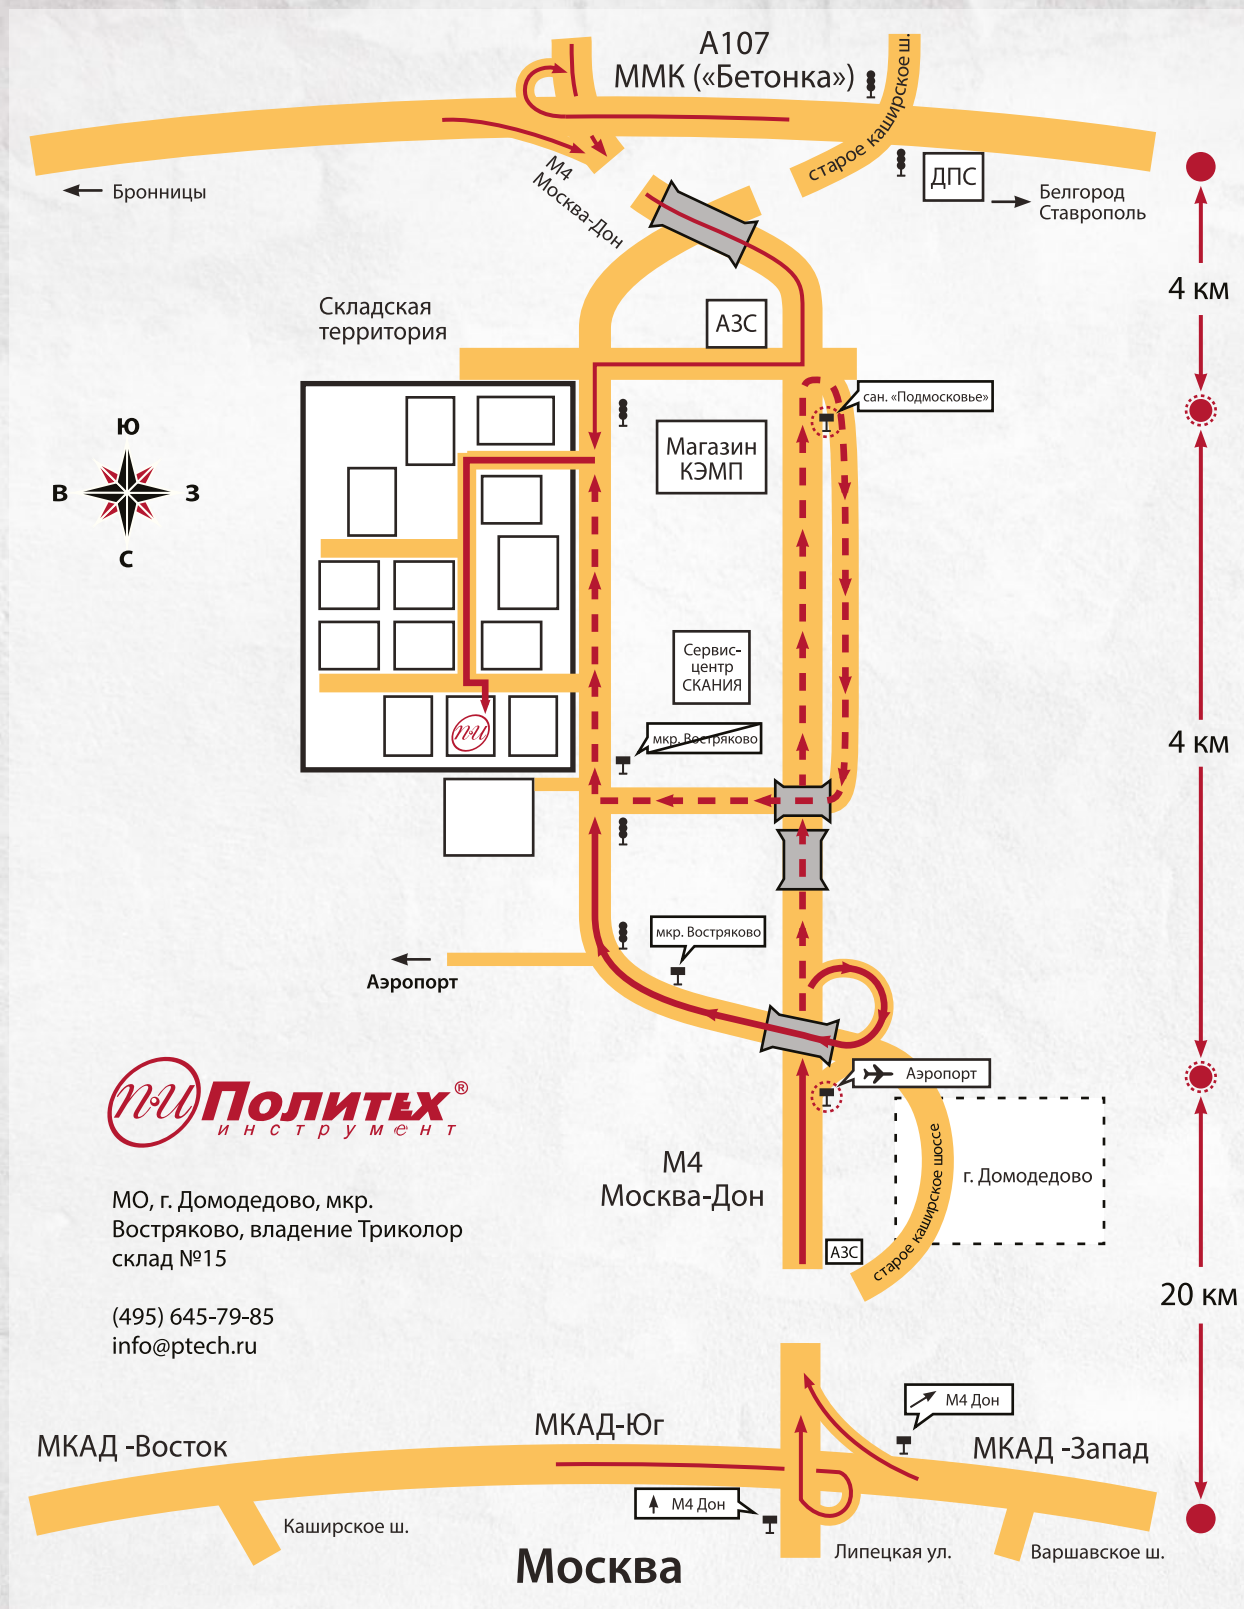 А107
ММК («Бетонка»)
старое каширское ш.
ДПС
Бронницы
Белгород
Ставрополь
М4
Москва-Дон
4 км
Складская
территория
АЗС
сан. «Подмосковье»
Ю
В
З
С
Магазин
КЭМП
Сервис-
центр
СКАНИЯ
мкр. Востряково
4 км
мкр. Востряково
Аэропорт
Аэропорт
пи Политех®
инструмент
М4
Москва-Дон
г. Домодедово
старое каширское шоссе
АЗС
МО, г. Домодедово, мкр.
Востряково, владение Триколор
склад №15
(495) 645-79-85
info@ptech.ru
20 км
М4 Дон
МКАД -Восток
МКАД-Юг
МКАД -Запад
М4 Дон
Каширское ш.
Липецкая ул.
Варшавское ш.
Москва
пи